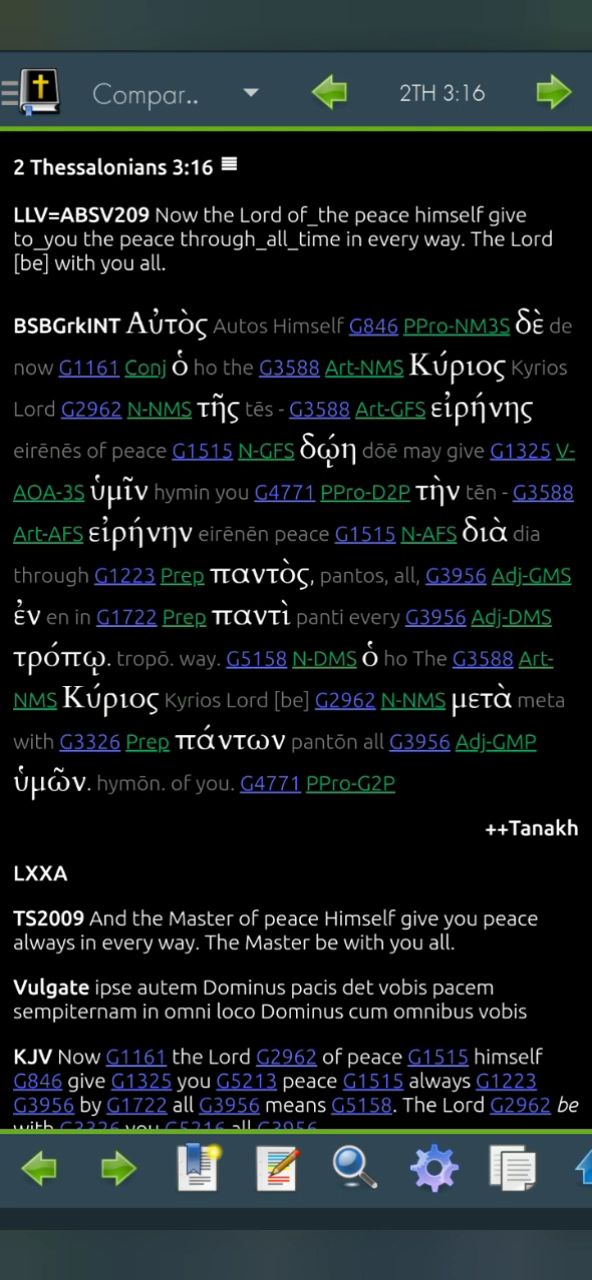 Compar..
2TH 3:16
2 Thessalonians 3:16
LLV=ABSV209 Now the Lord of_the peace himself give
to_you the peace through_all_time in every way. The Lord
[be] with you all.
BSBGrkINT Αὐτὸς Autos Himself G846 PPro-NM3S δὲ de
now G1161 Conj ὁ ho the G3588 Art-NMS Κύριος Kyrios
Lord G2962 N-NMS τῆς tēs - G3588 Art-GFS εἰρήνης
eirēnēs of peace G1515 N-GFS δῴη dōē may give G1325 V-
AOA-3S ὑμῖν hymin you G4771 PPro-D2P τὴν tēn - G3588
Art-AFS εἰρήνην eirēnēn peace G1515 N-AFS διὰ dia
through G1223 Prep παντὸς, pantos, all, G3956 Adj-GMS
ἐν en in G1722 Prep παντὶ panti every G3956 Adj-DMS
τρόπῳ. tropō. way. G5158 N-DMS ὁ ho The G3588 Art-
NMS Κύριος Kyrios Lord [be] G2962 N-NMS μετὰ meta
with G3326 Prep πάντων pantōn all G3956 Adj-GMP
ὑμῶν. hymōn. of you. G4771 PPro-G2P
++Tanakh
LXXA
TS2009 And the Master of peace Himself give you peace
always in every way. The Master be with you all.
Vulgate ipse autem Dominus pacis det vobis pacem
sempiternam in omni loco Dominus cum omnibus vobis
KJV Now G1161 the Lord G2962 of peace G1515 himself
G846 give G1325 you G5213 peace G1515 always G1223
G3956 by G1722 all G3956 means G5158. The Lord G2962 be
with G3326 you G5216 all G3956